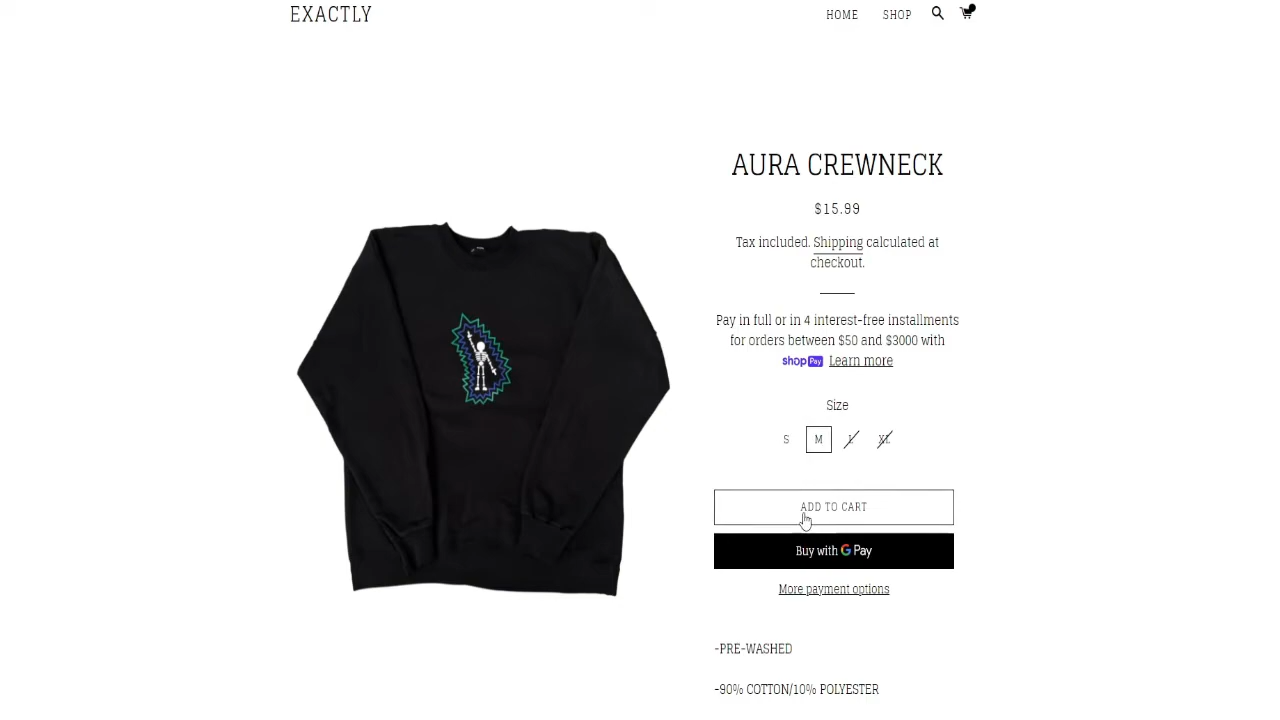 EXACTLY
HOME SHOP
AURA CREWNECK
$15.99
Tax included. Shipping calculated at
checkout.
Pay in full or in 4 interest-free installments
for orders between $50 and $3000 with
shop Pay Learn more
Size
S M L XL
ADD TO CART
Buy with G Pay
More payment options
-PRE-WASHED
-90% COTTON/10% POLYESTER